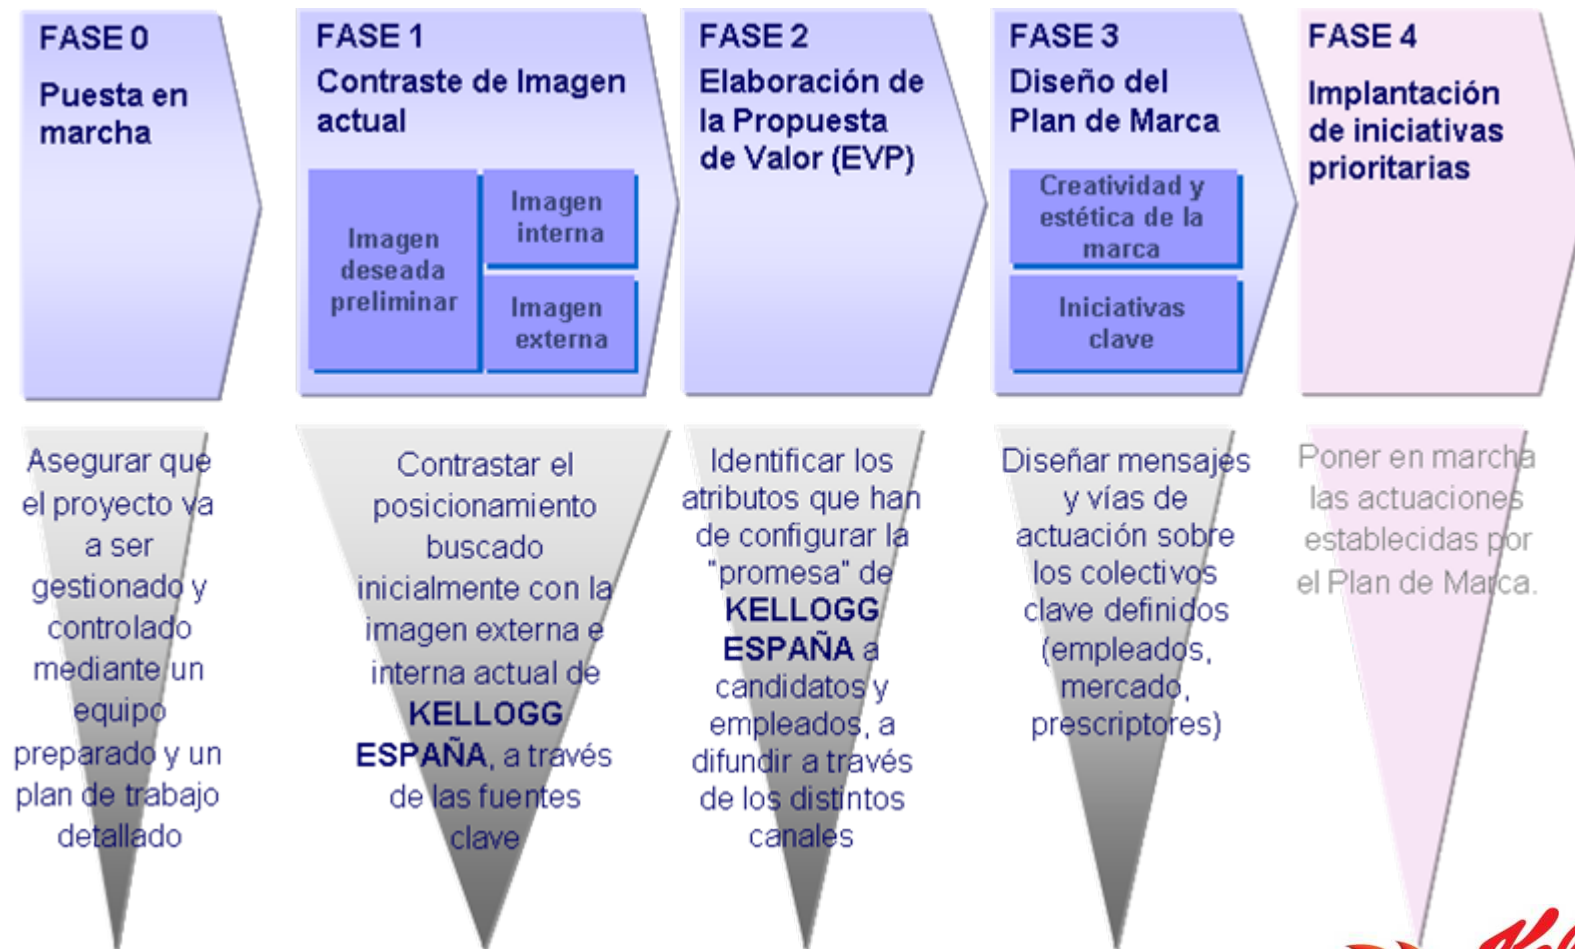 FASE 0
Puesta en
marcha
FASE 1
Contraste de Imagen
actual
Imagen
deseada
preliminar
Imagen
interna
Imagen
externa
FASE 2
Elaboración de
la Propuesta
de Valor (EVP)
FASE 3
Diseño del
Plan de Marca
Creatividad y
estética de la
marca
Iniciativas
clave
FASE 4
Implantación
de iniciativas
prioritarias
Asegurar que
el proyecto va
a ser
gestionado y
controlado
mediante un
equipo
preparado y un
plan de trabajo
detallado
Contrastar el
posicionamiento
buscado
inicialmente con la
imagen externa e
interna actual de
KELLOGG
ESPAÑA, a través
de las fuentes
clave
Identificar los
atributos que han
de configurar la
"promesa" de
KELLOGG
ESPAÑA a
candidatos y
empleados, a
difundir a través
de los distintos
canales
Diseñar mensajes
y vías de
actuación sobre
los colectivos
clave definidos
(empleados,
mercado,
prescriptores)
Poner en marcha
las actuaciones
establecidas por
el Plan de Marca.